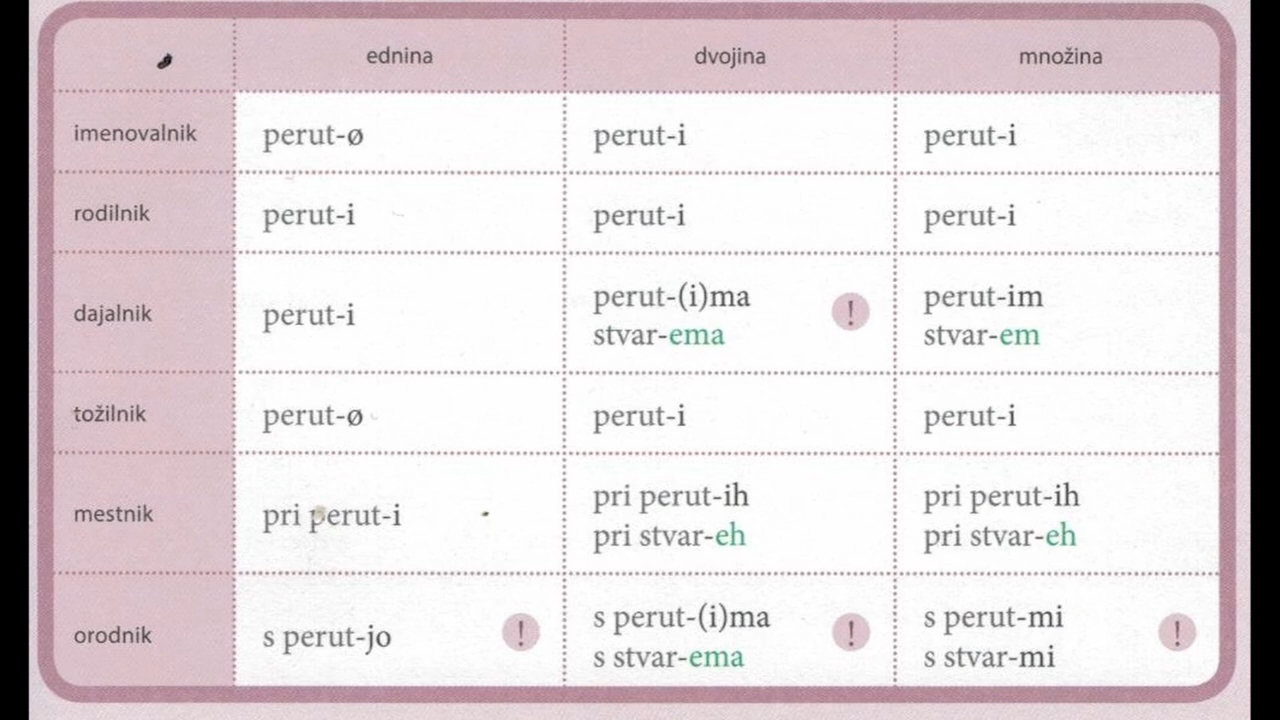 ednina dvojina množina
imenovalnik perut-ø perut-i perut-i
rodilnik perut-i perut-i perut-i
dajalnik perut-i perut-(i)ma ! perut-im
stvar-ema stvar-em
tožilnik perut-ø perut-i perut-i
mestnik pri perut-i pri perut-ih pri perut-ih
pri stvar-eh pri stvar-eh
orodnik s perut-jo ! s perut-(i)ma ! s perut-mi !
s stvar-ema s stvar-mi